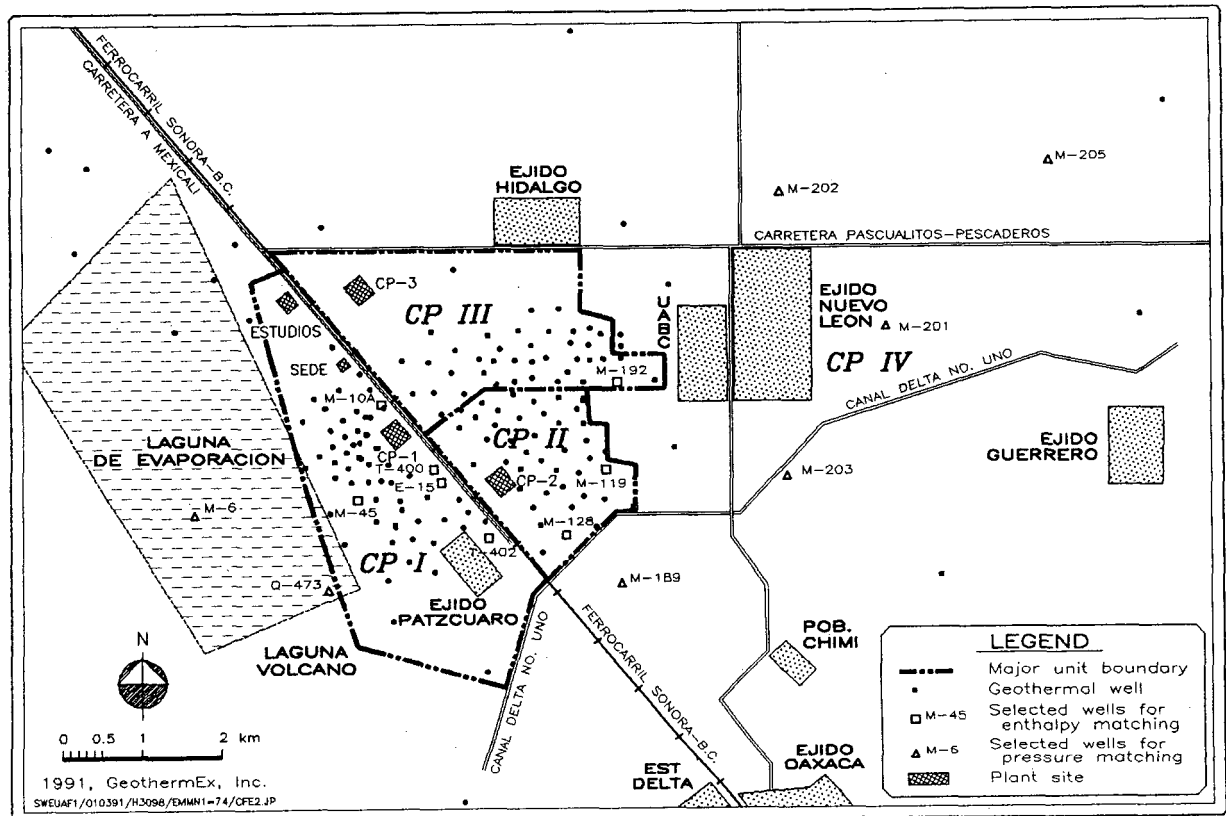 FERROCARRIL SONORA-B.C.
CARRETERA A MEXICALI
EJIDO
HIDALGO
M-205
M-202
CARRETERA PASCUALITOS-PESCADEROS
CP-3
ESTUDIOS
CP III
UABC
EJIDO
NUEVO
LEON
M-201
CP IV
SEDE
M-192
CANAL DELTA NO. UNO
M-10A
LAGUNA
DE EVAPORACION
CP-1
CP II
T-400
E-15
CP-2
M-119
M-203
EJIDO
GUERRERO
M-6
M-45
M-128
T-402
CP I
Q-473
M-189
EJIDO
PATZCUARO
LAGUNA
VOLCANO
CANAL DELTA NO. UNO
FERROCARRIL SONORA-B.C.
POB.
CHIMI
EJIDO
OAXACA
EST
DELTA
N
0 0.5 1 2 km
1991, GeothermEx, Inc.
SWEUAF1/010391/H3098/EMMN1=74/CFE2.JP
LEGEND
Major unit boundary
Geothermal well
M-45 Selected wells for
enthalpy matching
M-6 Selected wells for
pressure matching
Plant site